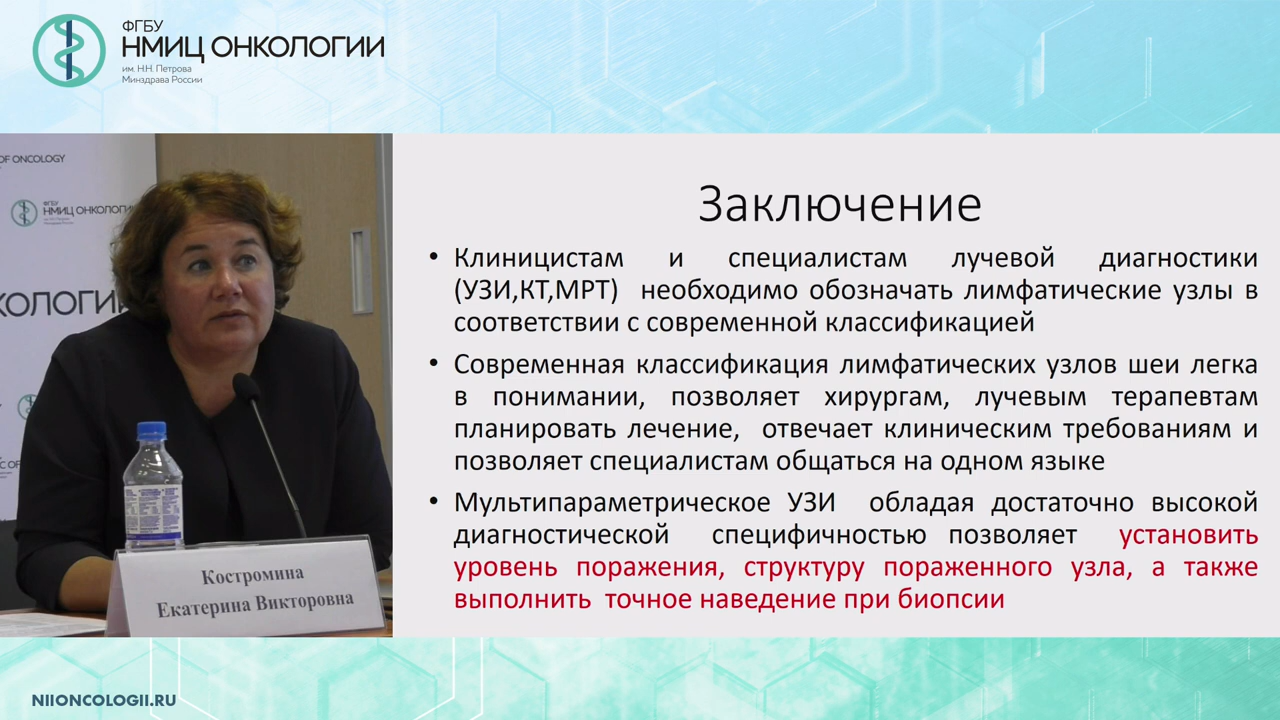 ФГБУ
НМИЦ ОНКОЛОГИИ
им. Н.Н. Петрова
Минздрава России
OF ONCOLOGY
ФГБУ
НМИЦ ОНКОЛОГИИ
КОЛОГИИ
Костромина
Екатерина Викторовна
Заключение
• Клиницистам и специалистам лучевой диагностики
(УЗИ,КТ,МРТ) необходимо обозначать лимфатические узлы в
соответствии с современной классификацией
• Современная классификация лимфатических узлов шеи легка
в понимании, позволяет хирургам, лучевым терапевтам
планировать лечение, отвечает клиническим требованиям и
позволяет специалистам общаться на одном языке
• Мультипараметрическое УЗИ обладая достаточно высокой
диагностической специфичностью позволяет установить
уровень поражения, структуру пораженного узла, а также
выполнить точное наведение при биопсии
NIIONCOLOGII.RU